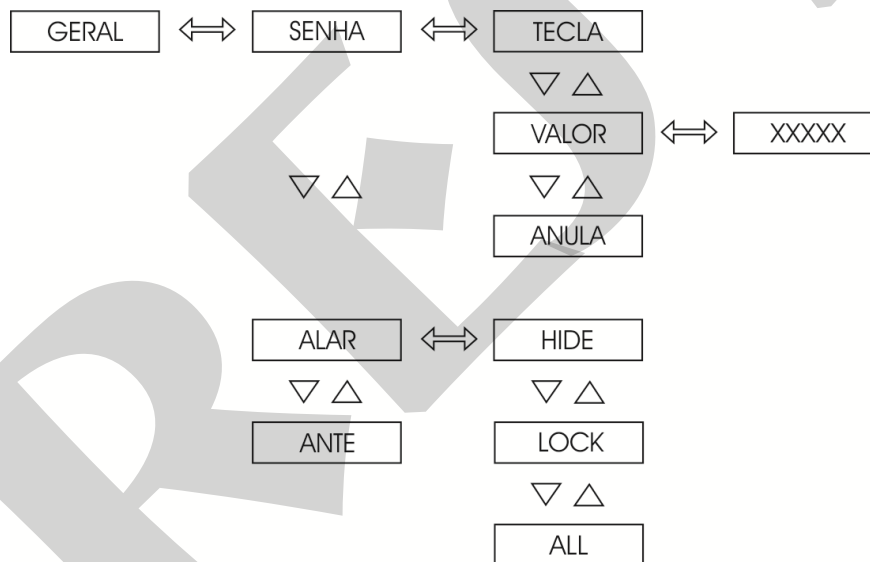 GERAL SENHA TECLA
VALOR XXXXX
ANULA
ALAR HIDE
ANTE LOCK
ALL